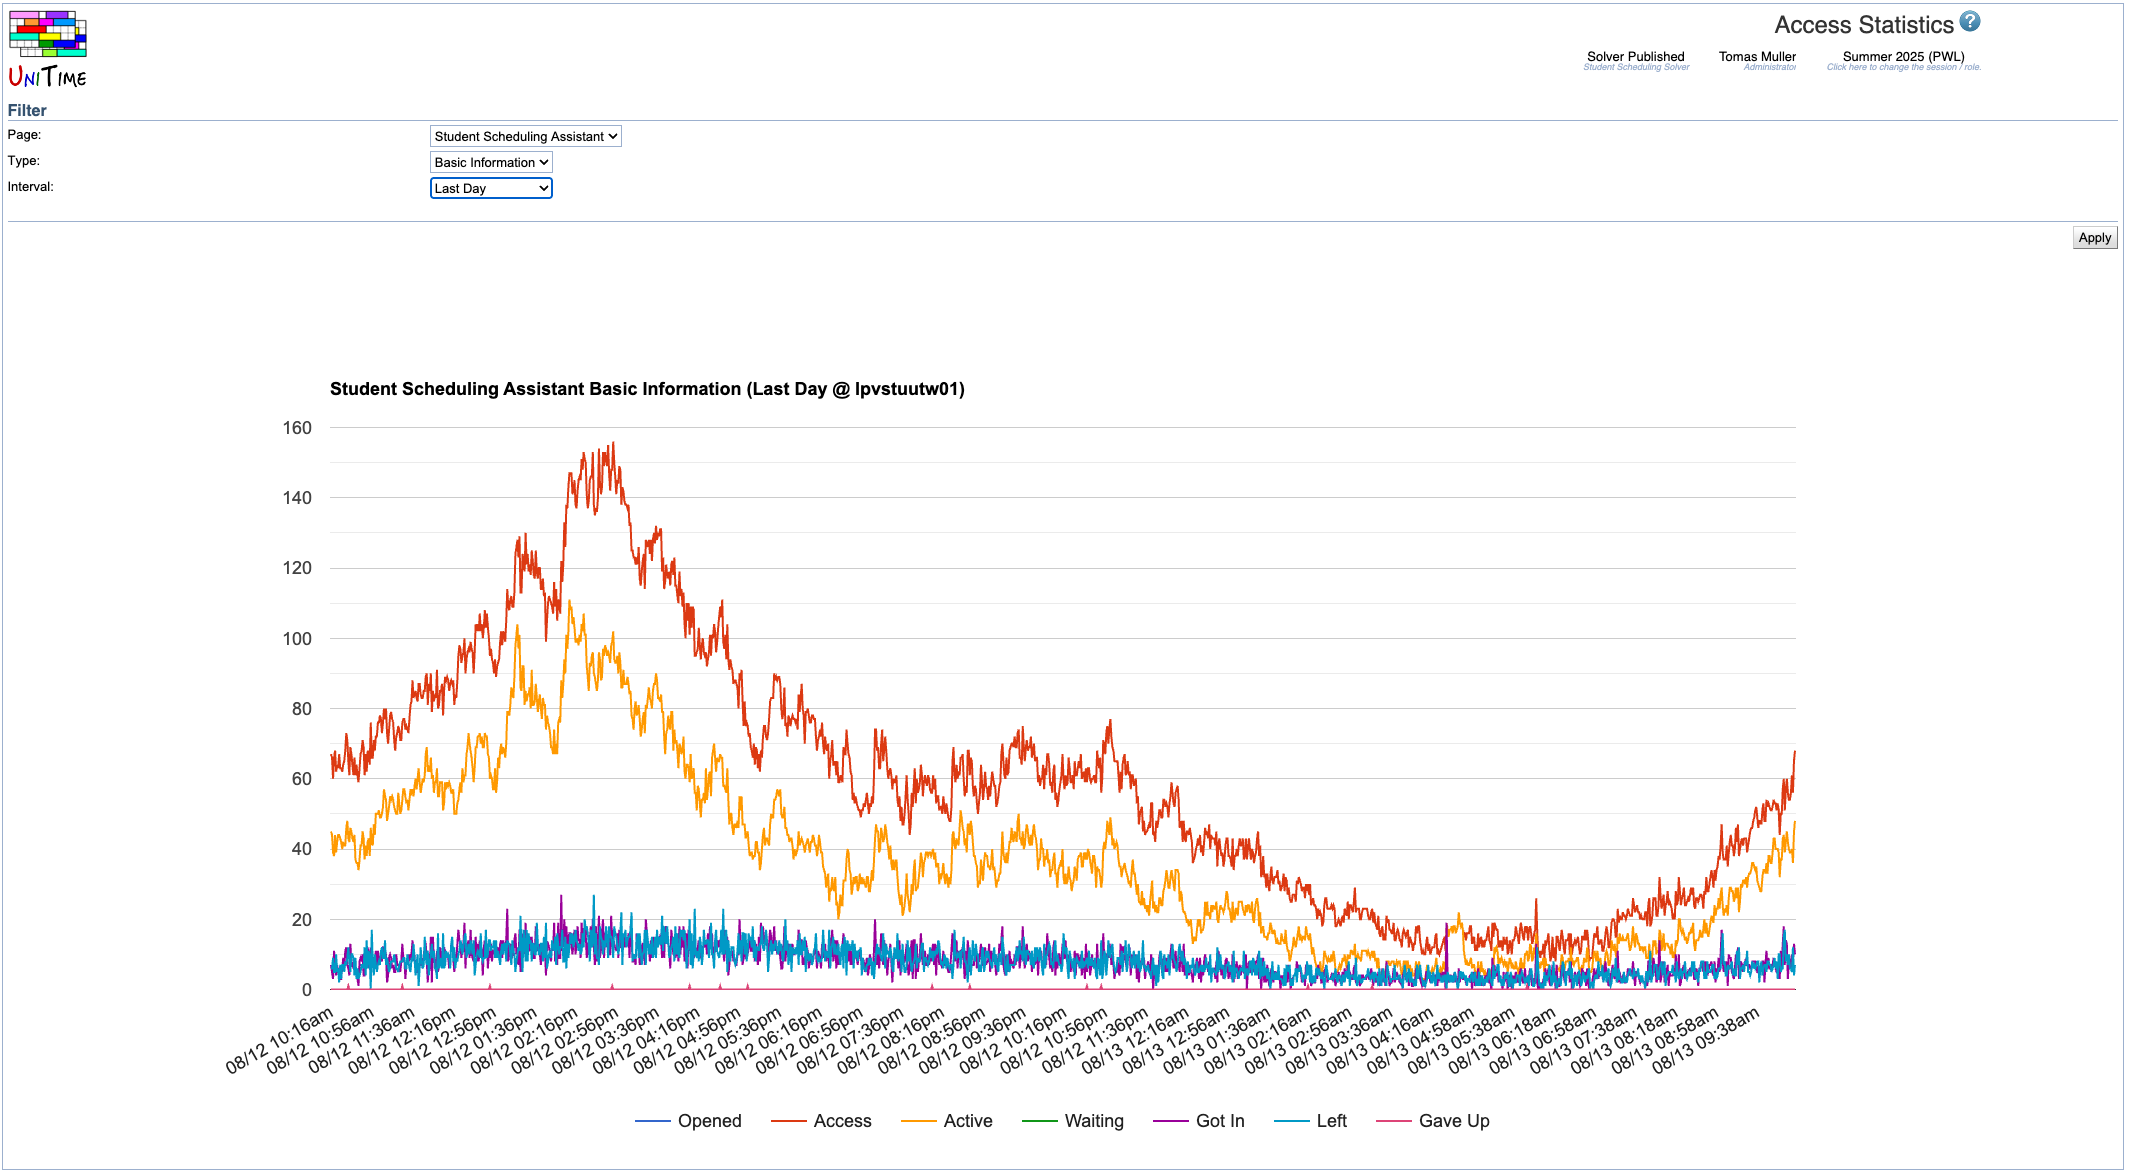 UniTime
Access Statistics ?
Solver Published Tomas Muller Summer 2025 (PWL)
Student Scheduling Solver Administrator Click here to change the session / role.
Filter
Page: Student Scheduling Assistant
Type: Basic Information
Interval: Last Day
Apply
Student Scheduling Assistant Basic Information (Last Day @ lpvstuutw01)
160
140
120
100
80
60
40
20
0
08/12 10:16am
08/12 10:56am
08/12 11:36am
08/12 12:16pm
08/12 12:56pm
08/12 01:36pm
08/12 02:16pm
08/12 02:56pm
08/12 03:36pm
08/12 04:16pm
08/12 04:56pm
08/12 05:36pm
08/12 06:16pm
08/12 06:56pm
08/12 07:36pm
08/12 08:16pm
08/12 08:56pm
08/12 09:36pm
08/12 10:16pm
08/12 10:56pm
08/12 11:36pm
08/13 12:16am
08/13 12:56am
08/13 01:36am
08/13 02:16am
08/13 02:56am
08/13 03:36am
08/13 04:16am
08/13 04:58am
08/13 05:38am
08/13 06:18am
08/13 06:58am
08/13 07:38am
08/13 08:18am
08/13 08:58am
08/13 09:38am
Opened Access Active Waiting Got In Left Gave Up